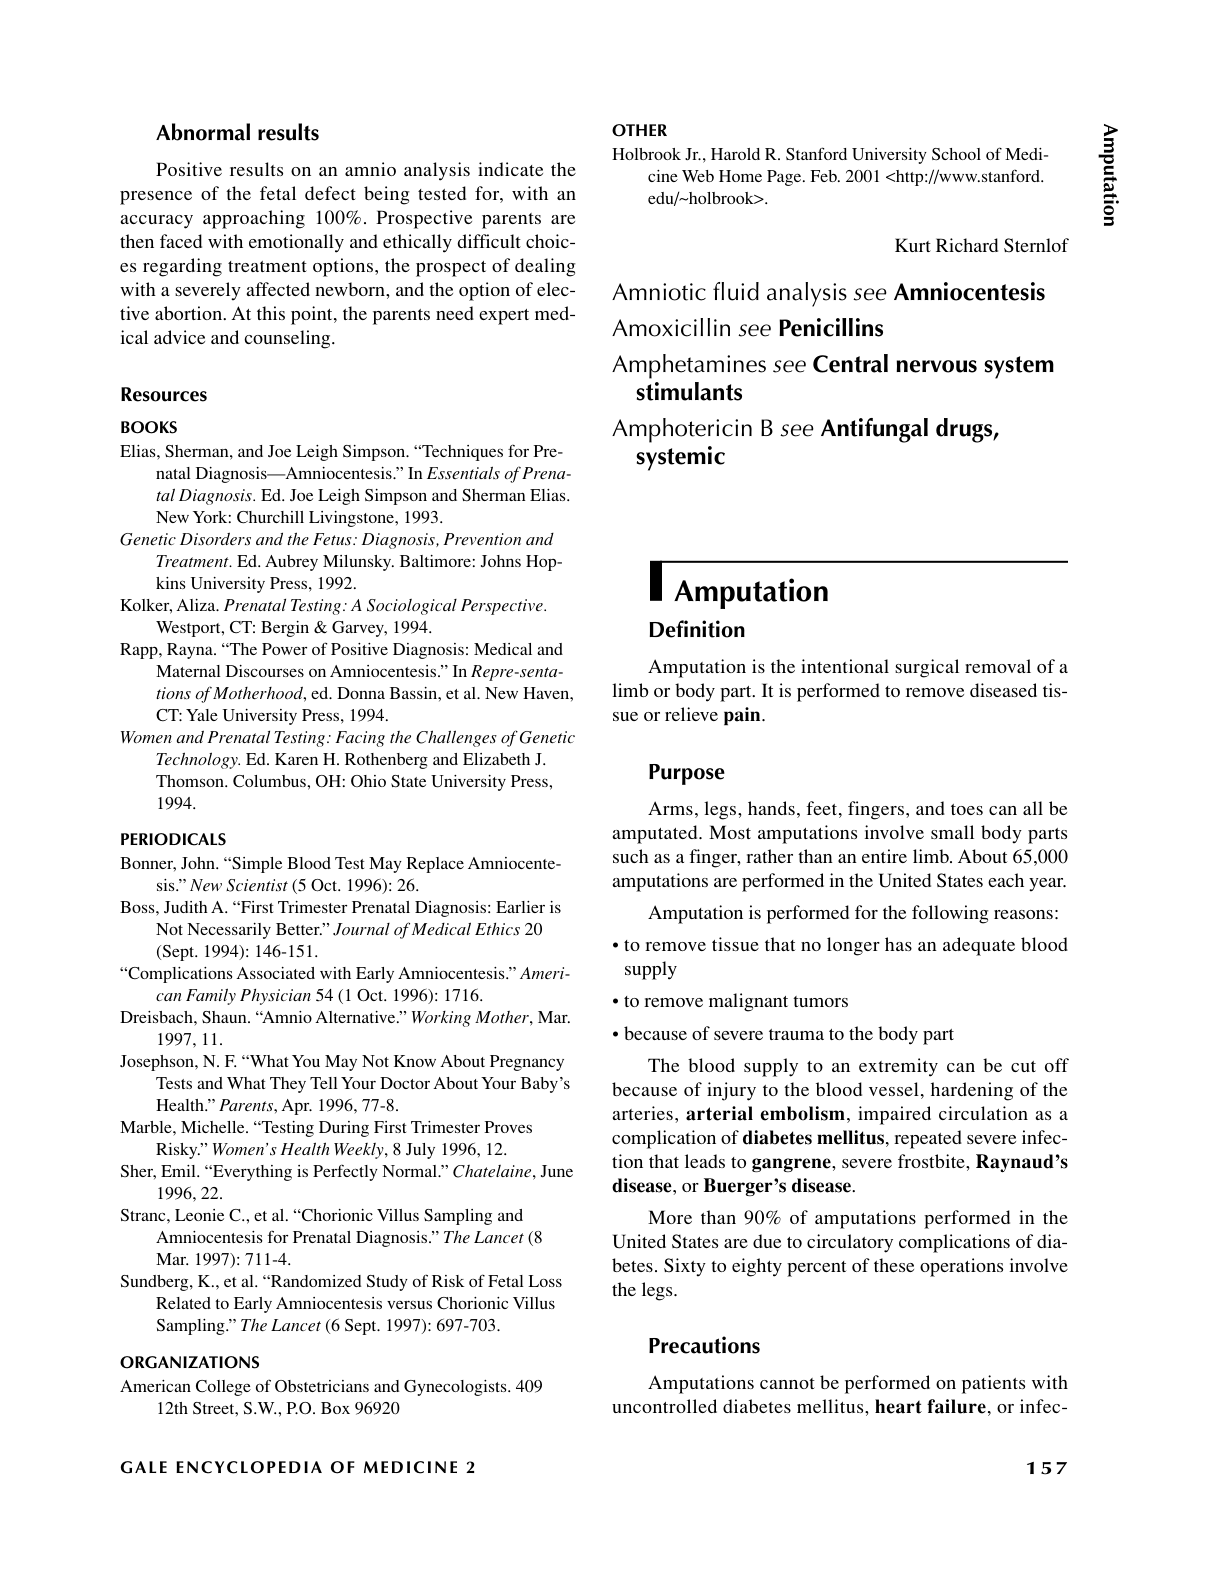 Abnormal results
Positive results on an amnio analysis indicate the
presence of the fetal defect being tested for, with an
accuracy approaching 100%. Prospective parents are
then faced with emotionally and ethically difficult choic-
es regarding treatment options, the prospect of dealing
with a severely affected newborn, and the option of elec-
tive abortion. At this point, the parents need expert med-
ical advice and counseling.
Resources
BOOKS
Elias, Sherman, and Joe Leigh Simpson. “Techniques for Pre-
natal Diagnosis—Amniocentesis.” In Essentials of Prena-
tal Diagnosis. Ed. Joe Leigh Simpson and Sherman Elias.
New York: Churchill Livingstone, 1993.
Genetic Disorders and the Fetus: Diagnosis, Prevention and
Treatment. Ed. Aubrey Milunsky. Baltimore: Johns Hop-
kins University Press, 1992.
Kolker, Aliza. Prenatal Testing: A Sociological Perspective.
Westport, CT: Bergin & Garvey, 1994.
Rapp, Rayna. “The Power of Positive Diagnosis: Medical and
Maternal Discourses on Amniocentesis.” In Repre-senta-
tions of Motherhood, ed. Donna Bassin, et al. New Haven,
CT: Yale University Press, 1994.
Women and Prenatal Testing: Facing the Challenges of Genetic
Technology. Ed. Karen H. Rothenberg and Elizabeth J.
Thomson. Columbus, OH: Ohio State University Press,
1994.
PERIODICALS
Bonner, John. “Simple Blood Test May Replace Amniocente-
sis.” New Scientist (5 Oct. 1996): 26.
Boss, Judith A. “First Trimester Prenatal Diagnosis: Earlier is
Not Necessarily Better.” Journal of Medical Ethics 20
(Sept. 1994): 146-151.
“Complications Associated with Early Amniocentesis.” Ameri-
can Family Physician 54 (1 Oct. 1996): 1716.
Dreisbach, Shaun. “Amnio Alternative.” Working Mother, Mar.
1997, 11.
Josephson, N. F. “What You May Not Know About Pregnancy
Tests and What They Tell Your Doctor About Your Baby’s
Health.” Parents, Apr. 1996, 77-8.
Marble, Michelle. “Testing During First Trimester Proves
Risky.” Women’s Health Weekly, 8 July 1996, 12.
Sher, Emil. “Everything is Perfectly Normal.” Chatelaine, June
1996, 22.
Stranc, Leonie C., et al. “Chorionic Villus Sampling and
Amniocentesis for Prenatal Diagnosis.” The Lancet (8
Mar. 1997): 711-4.
Sundberg, K., et al. “Randomized Study of Risk of Fetal Loss
Related to Early Amniocentesis versus Chorionic Villus
Sampling.” The Lancet (6 Sept. 1997): 697-703.
ORGANIZATIONS
American College of Obstetricians and Gynecologists. 409
12th Street, S.W., P.O. Box 96920
OTHER
Holbrook Jr., Harold R. Stanford University School of Medi-
cine Web Home Page. Feb. 2001 <http://www.stanford.
edu/~holbrook>.
Kurt Richard Sternlof
Amniotic fluid analysis see Amniocentesis
Amoxicillin see Penicillins
Amphetamines see Central nervous system
stimulants
Amphotericin B see Antifungal drugs,
systemic
Amputation
Definition
Amputation is the intentional surgical removal of a
limb or body part. It is performed to remove diseased tis-
sue or relieve pain.
Purpose
Arms, legs, hands, feet, fingers, and toes can all be
amputated. Most amputations involve small body parts
such as a finger, rather than an entire limb. About 65,000
amputations are performed in the United States each year.
Amputation is performed for the following reasons:
• to remove tissue that no longer has an adequate blood
supply
• to remove malignant tumors
• because of severe trauma to the body part
The blood supply to an extremity can be cut off
because of injury to the blood vessel, hardening of the
arteries, arterial embolism, impaired circulation as a
complication of diabetes mellitus, repeated severe infec-
tion that leads to gangrene, severe frostbite, Raynaud’s
disease, or Buerger’s disease.
More than 90% of amputations performed in the
United States are due to circulatory complications of dia-
betes. Sixty to eighty percent of these operations involve
the legs.
Precautions
Amputations cannot be performed on patients with
uncontrolled diabetes mellitus, heart failure, or infec-
Amputation
GALE ENCYCLOPEDIA OF MEDICINE 2
157